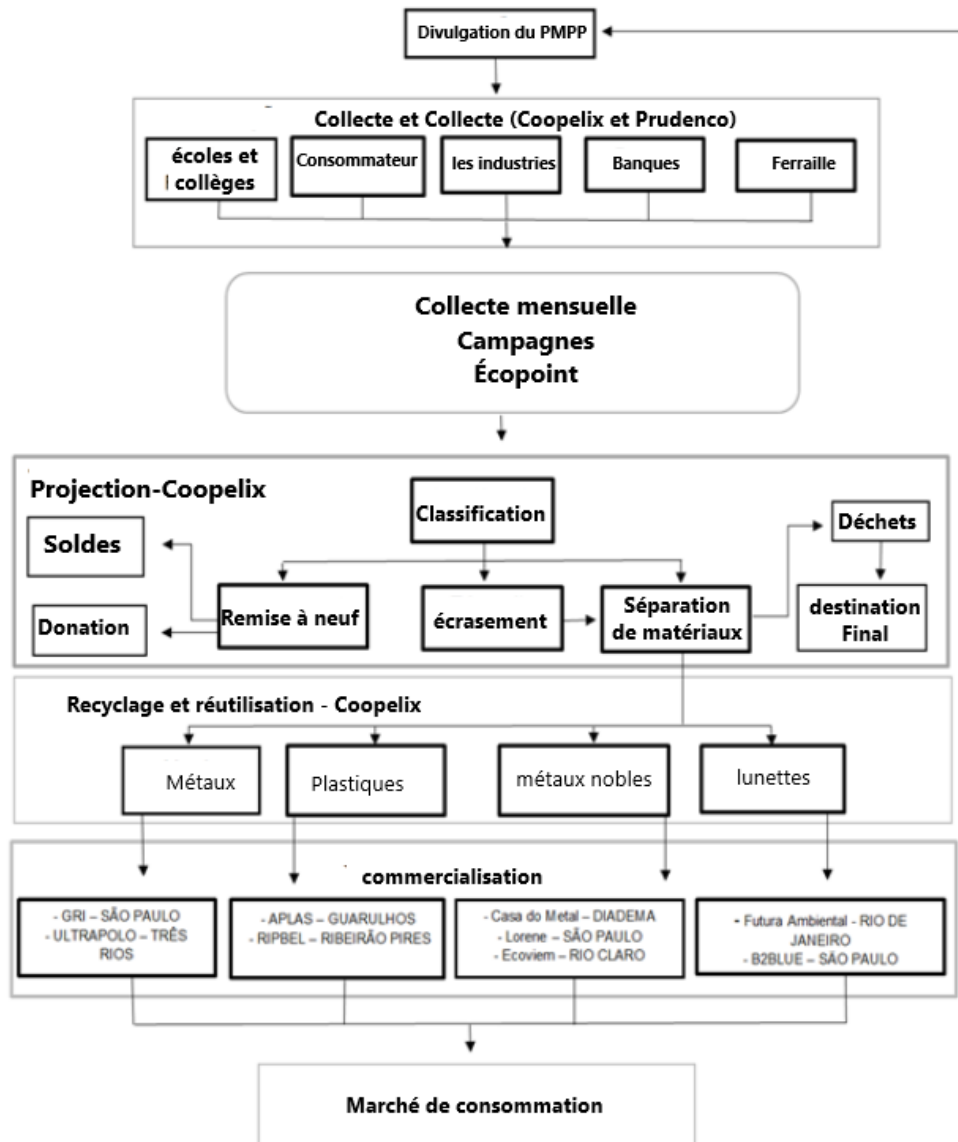 Divulgation du PMPP
Collecte et Collecte (Coopelix et Prudenco)
écoles et
collèges
Consommateur
les industries
Banques
Ferraille
Collecte mensuelle
Campagnes
Écopoint
Projection-Coopelix
Classification
Soldes
Donation
Remise à neuf
écrasement
Séparation
de matériaux
Déchets
destination
Final
Recyclage et réutilisation - Coopelix
Métaux
Plastiques
métaux nobles
lunettes
commercialisation
- GRI – SÃO PAULO
- ULTRAPOLO – TRÊS
RIOS
- APLAS – GUARULHOS
- RIPBEL – RIBEIRÃO PIRES
- Casa do Metal – DIADEMA
- Lorene – SÃO PAULO
- Ecoviem – RIO CLARO
- Futura Ambiental - RIO DE
JANEIRO
- B2BLUE – SÃO PAULO
Marché de consommation